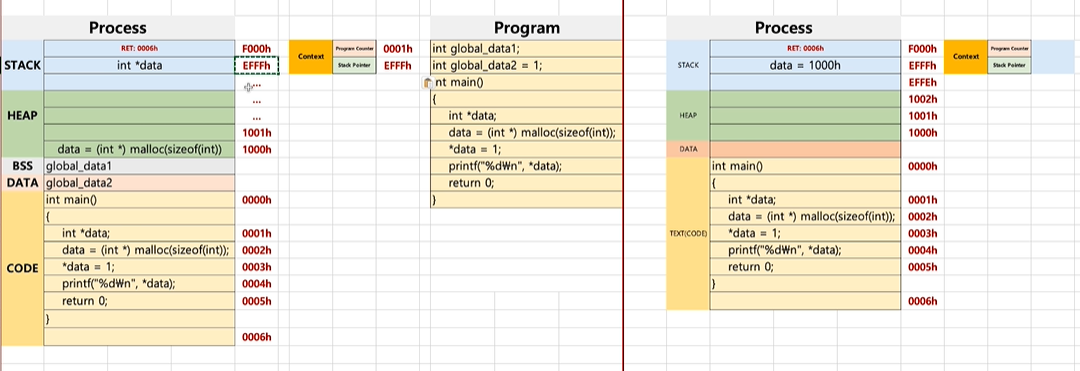 Process
RET: 0006h
F000h
STACK
int *data
EFFFh
...
HEAP
...
...
1001h
data = (int *) malloc(sizeof(int))
1000h
BSS
global_data1
DATA
global_data2
CODE
int main()
0000h
{
int *data;
0001h
data = (int *) malloc(sizeof(int));
0002h
*data = 1;
0003h
printf("%d₩n", *data);
0004h
return 0;
0005h
}
0006h
Context
Program Counter
0001h
Stack Pointer
EFFFh
Program
int global_data1;
int global_data2 = 1;
nt main()
{
int *data;
data = (int *) malloc(sizeof(int));
*data = 1;
printf("%d₩n", *data);
return 0;
}
Process
RET: 0006h
F000h
STACK
data = 1000h
EFFFh
EFFEh
HEAP
1002h
1001h
1000h
DATA
TEXT(CODE)
int main()
0000h
{
int *data;
0001h
data = (int *) malloc(sizeof(int));
0002h
*data = 1;
0003h
printf("%d₩n", *data);
0004h
return 0;
0005h
}
0006h
Context
Program Counter
Stack Pointer